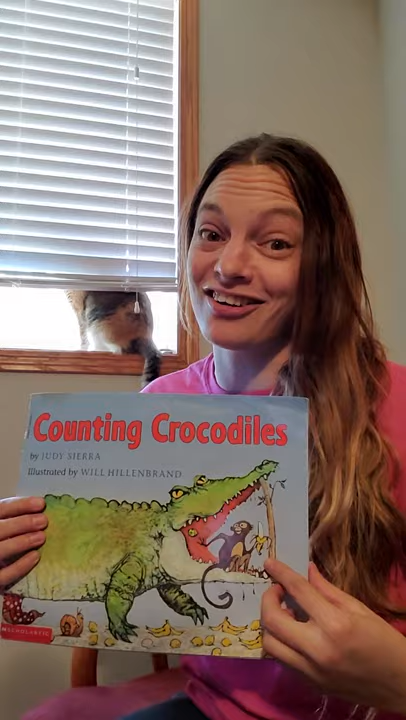 Counting Crocodiles
by JUDY SIERRA
Illustrated by WILL HILLENBRAND
SCHOLASTIC